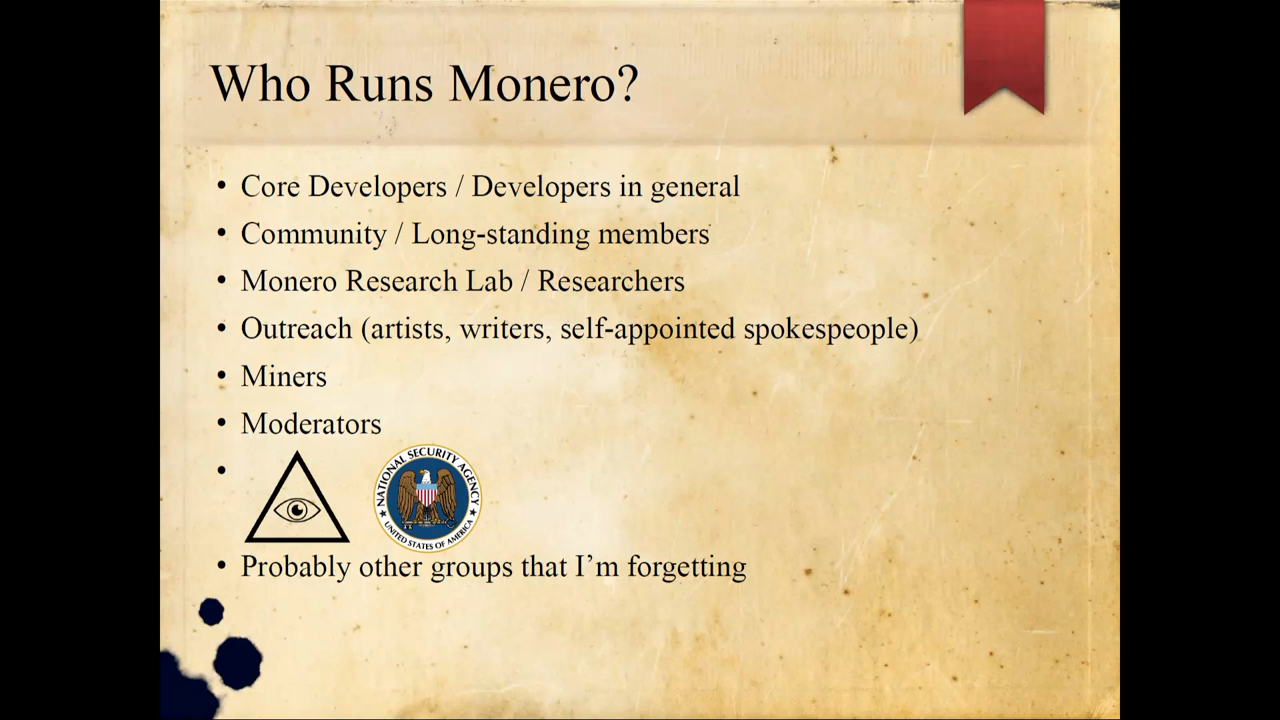 Who Runs Monero?
• Core Developers / Developers in general
• Community / Long-standing members
• Monero Research Lab / Researchers
• Outreach (artists, writers, self-appointed spokespeople)
• Miners
• Moderators
•
NATIONAL SECURITY AGENCY
UNITED STATES OF AMERICA
• Probably other groups that I’m forgetting